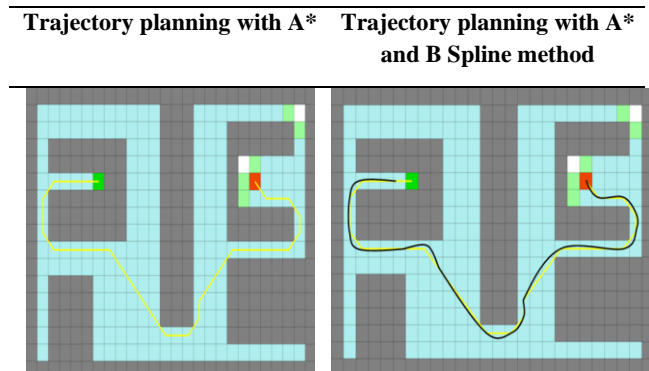 Trajectory planning with A*
Trajectory planning with A*
and B Spline method